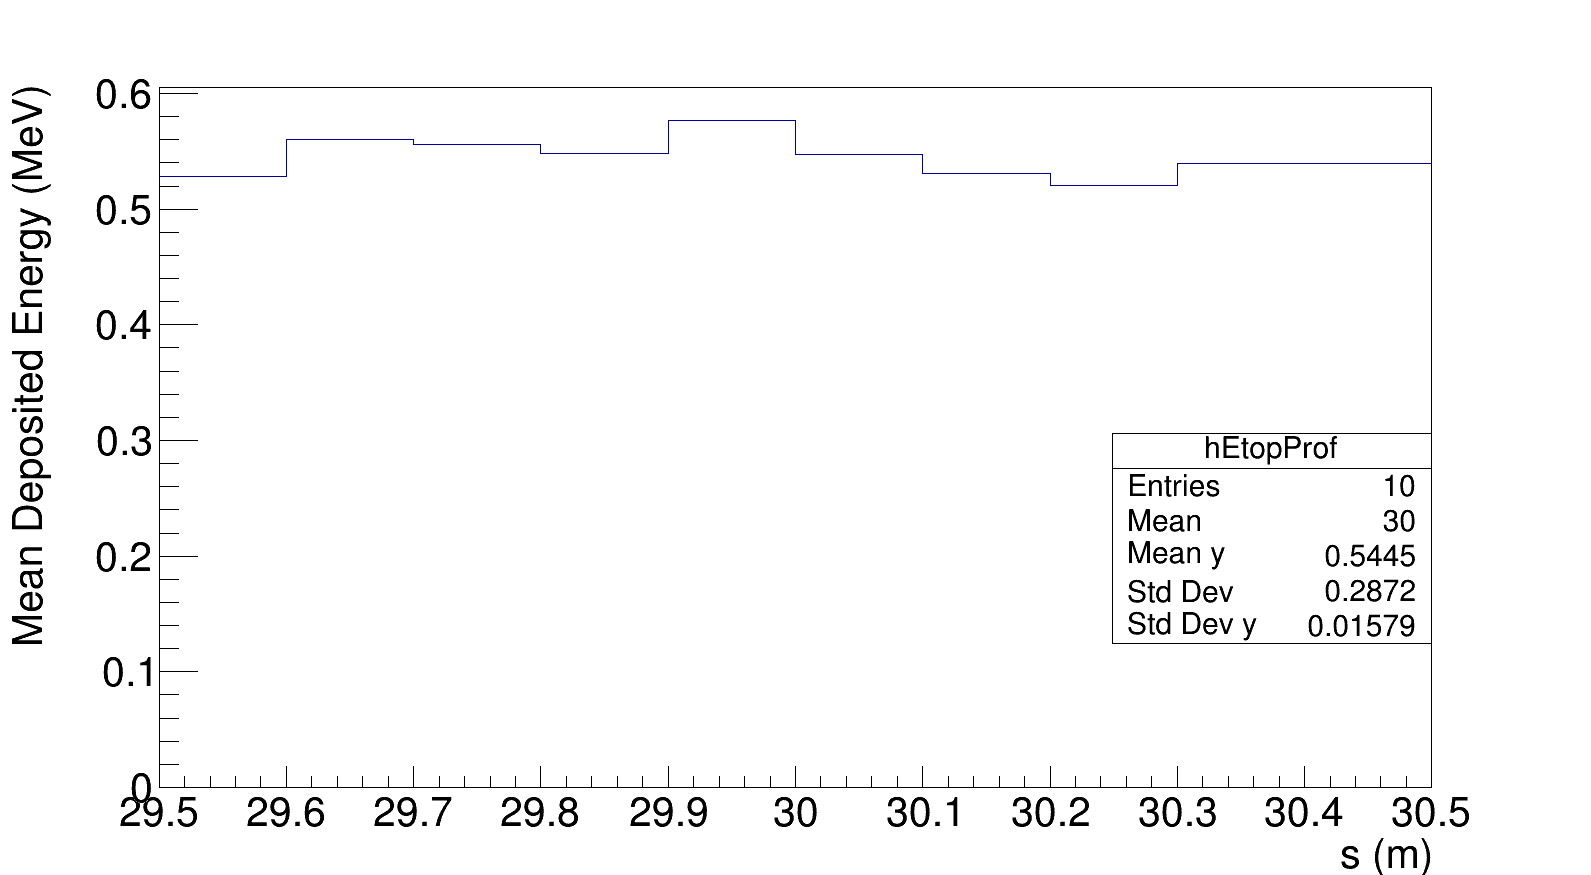 Mean Deposited Energy (MeV)
0.6
0.5
0.4
0.3
0.2
0.1
0
hEtopProf
Entries 10
Mean 30
Mean y 0.5445
Std Dev 0.2872
Std Dev y 0.01579
29.5 29.6 29.7 29.8 29.9 30 30.1 30.2 30.3 30.4 30.5
s (m)